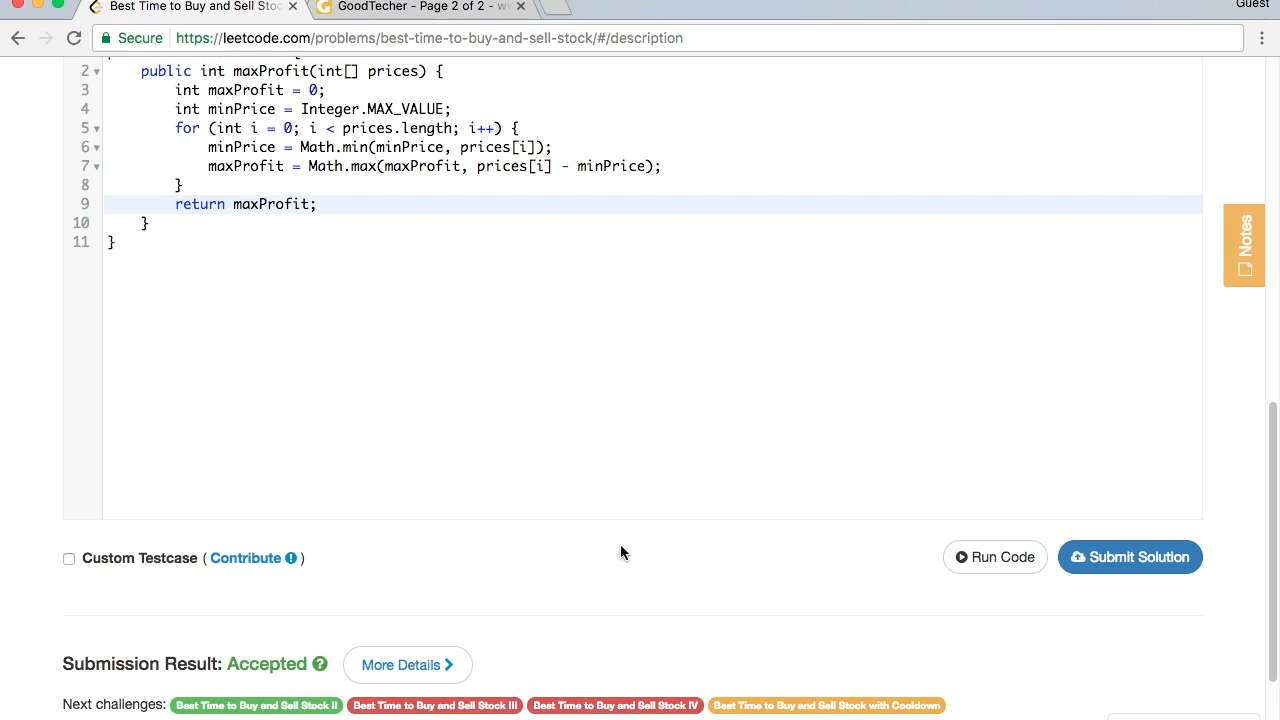 Best Time to Buy and Sell Stoc
GoodTecher - Page 2 of 2 - w
Guest
Secure https://leetcode.com/problems/best-time-to-buy-and-sell-stock/#/description
2 public int maxProfit(int[] prices) {
3 int maxProfit = 0;
4 int minPrice = Integer.MAX_VALUE;
5 for (int i = 0; i < prices.length; i++) {
6 minPrice = Math.min(minPrice, prices[i]);
7 maxProfit = Math.max(maxProfit, prices[i] - minPrice);
8 }
9 return maxProfit;
10 }
11 }
Notes
Custom Testcase ( Contribute )
Run Code
Submit Solution
Submission Result: Accepted ? More Details
Next challenges: Best Time to Buy and Sell Stock II Best Time to Buy and Sell Stock III Best Time to Buy and Sell Stock IV Best Time to Buy and Sell Stock with Cooldown